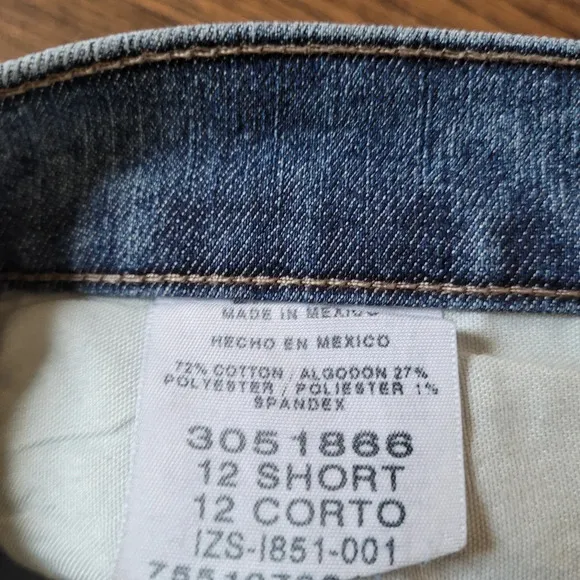 MADE IN MEXICO
HECHO EN MEXICO
72% COTTON / ALGODON 27%
POLYESTER / POLIESTER 1%
SPANDEX
3051866
12 SHORT
12 CORTO
IZS-I851-001